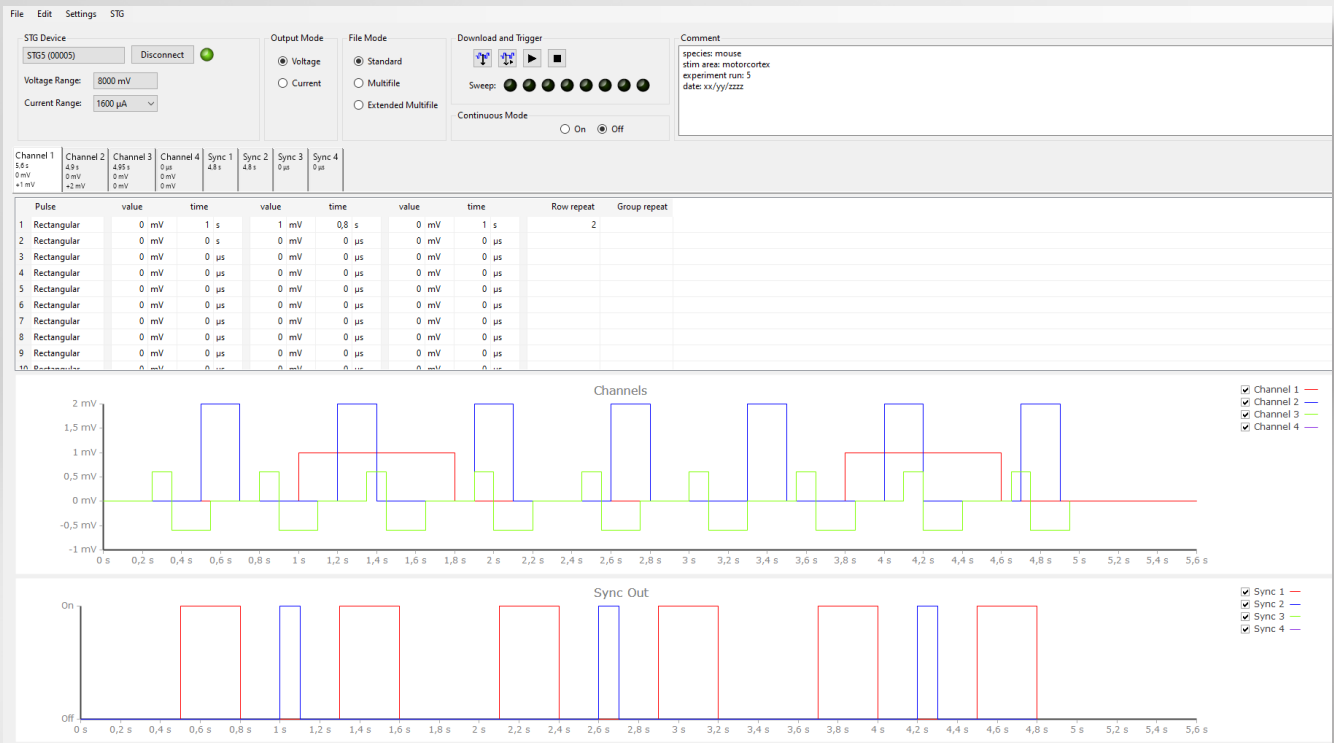 File Edit Settings STG
STG Device Output Mode File Mode Download and Trigger Comment
STG5 (00005) Disconnect
Voltage Range: 8000 mV
Current Range: 1600 µA
Voltage
Current
Standard
Multifile
Extended Multifile
Sweep:
Continuous Mode
On Off
species: mouse
stim area: motorcortex
experiment run: 5
date: xx/yy/zzzz
Channel 1 Channel 2 Channel 3 Channel 4 Sync 1 Sync 2 Sync 3 Sync 4
5,6 s 4.9 s 4.95 s 0 µs 4.8 s 4.8 s 0 µs 0 µs
0 mV 0 mV 0 mV 0 mV
+1 mV +2 mV 0 mV 0 mV
Pulse value time value time value time Row repeat Group repeat
1 Rectangular 0 mV 1 s 1 mV 0,8 s 0 mV 1 s 2
2 Rectangular 0 mV 0 s 0 mV 0 µs 0 mV 0 µs
3 Rectangular 0 mV 0 µs 0 mV 0 µs 0 mV 0 µs
4 Rectangular 0 mV 0 µs 0 mV 0 µs 0 mV 0 µs
5 Rectangular 0 mV 0 µs 0 mV 0 µs 0 mV 0 µs
6 Rectangular 0 mV 0 µs 0 mV 0 µs 0 mV 0 µs
7 Rectangular 0 mV 0 µs 0 mV 0 µs 0 mV 0 µs
8 Rectangular 0 mV 0 µs 0 mV 0 µs 0 mV 0 µs
9 Rectangular 0 mV 0 µs 0 mV 0 µs 0 mV 0 µs
10 Rectangular 0 mV 0 µs 0 mV 0 µs 0 mV 0 µs
Channels
2 mV
1,5 mV
1 mV
0,5 mV
0 mV
-0,5 mV
-1 mV
0 s 0,2 s 0,4 s 0,6 s 0,8 s 1 s 1,2 s 1,4 s 1,6 s 1,8 s 2 s 2,2 s 2,4 s 2,6 s 2,8 s 3 s 3,2 s 3,4 s 3,6 s 3,8 s 4 s 4,2 s 4,4 s 4,6 s 4,8 s 5 s 5,2 s 5,4 s 5,6 s
Channel 1
Channel 2
Channel 3
Channel 4
Sync Out
On
Off
0 s 0,2 s 0,4 s 0,6 s 0,8 s 1 s 1,2 s 1,4 s 1,6 s 1,8 s 2 s 2,2 s 2,4 s 2,6 s 2,8 s 3 s 3,2 s 3,4 s 3,6 s 3,8 s 4 s 4,2 s 4,4 s 4,6 s 4,8 s 5 s 5,2 s 5,4 s 5,6 s
Sync 1
Sync 2
Sync 3
Sync 4